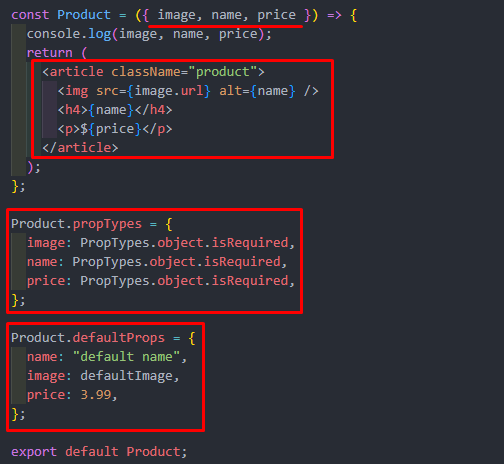 const Product = ({ image, name, price }) => {
  console.log(image, name, price);
  return (
    <article className="product">
      <img src={image.url} alt={name} />
      <h4>{name}</h4>
      <p>${price}</p>
    </article>
  );
};

Product.propTypes = {
  image: PropTypes.object.isRequired,
  name: PropTypes.object.isRequired,
  price: PropTypes.object.isRequired,
};

Product.defaultProps = {
  name: "default name",
  image: defaultImage,
  price: 3.99,
};

export default Product;